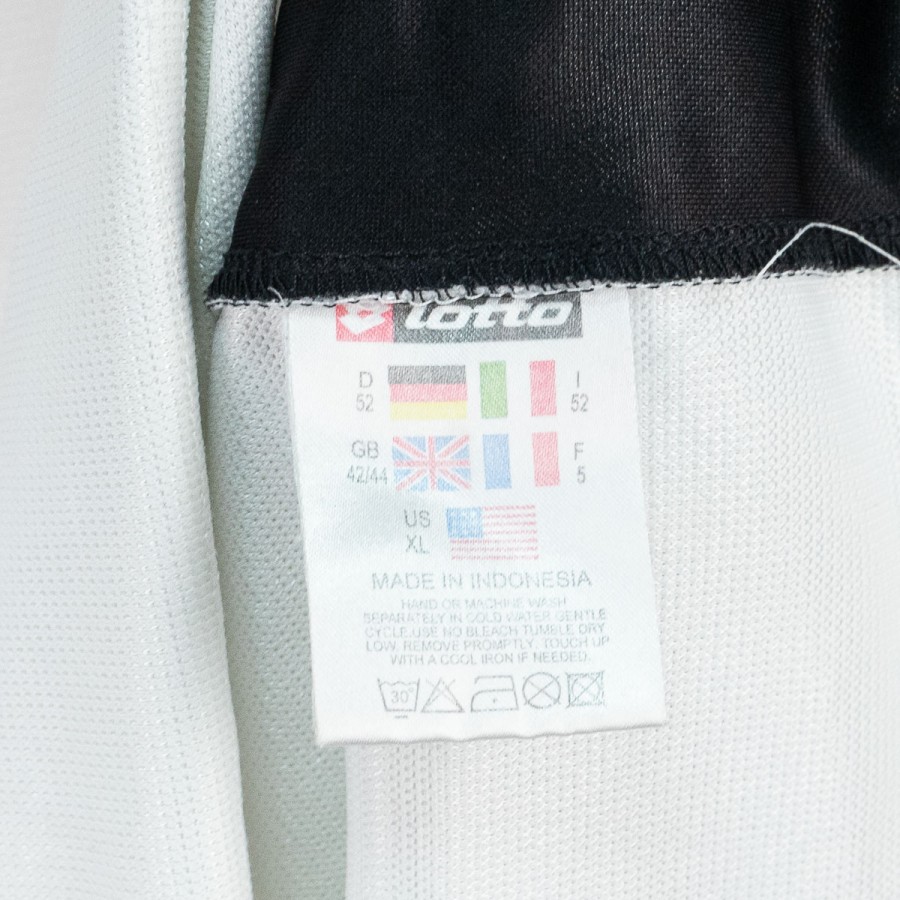 lotto
D I
52 52
GB F
42/44 5
US
XL
MADE IN INDONESIA
HAND OR MACHINE WASH
SEPARATELY IN COLD WATER GENTLE
CYCLE.USE NO BLEACH TUMBLE DRY
LOW. REMOVE PROMPTLY. TOUCH UP
WITH A COOL IRON IF NEEDED.
30°